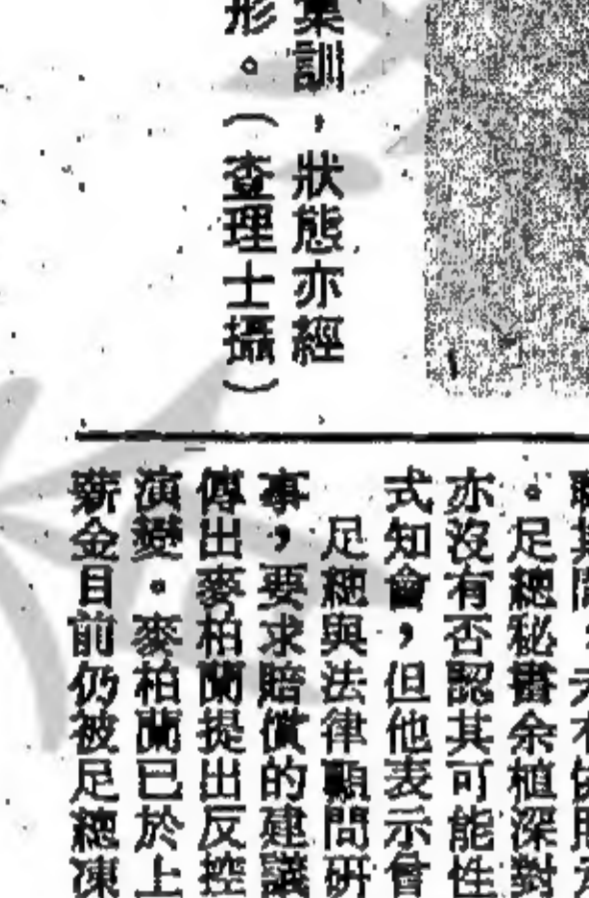 集訓，狀態亦經
形。（查理士攝）
。足總秘書余植深對
亦沒有否認其可能性
式知會，但他表示會
足總與法律顧問研
事，要求賠償的建議
傳出麥柏蘭提出反控
演變。麥柏蘭已於上
薪金目前仍被足總凍